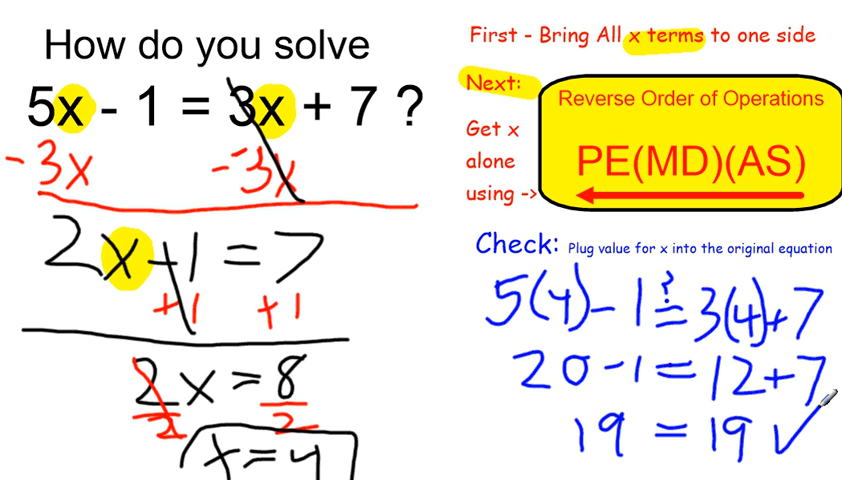 How do you solve
5x - 1 = 3x + 7 ?
-3x -3x
2x - 1 = 7
+1 +1
2x = 8
2 2
x = 4
First - Bring All x terms to one side
Next:
Get x
alone
using ->
Reverse Order of Operations
PE(MD)(AS)
Check: Plug value for x into the original equation
5(4) - 1 ?= 3(4) + 7
20 - 1 = 12 + 7
19 = 19 ✓